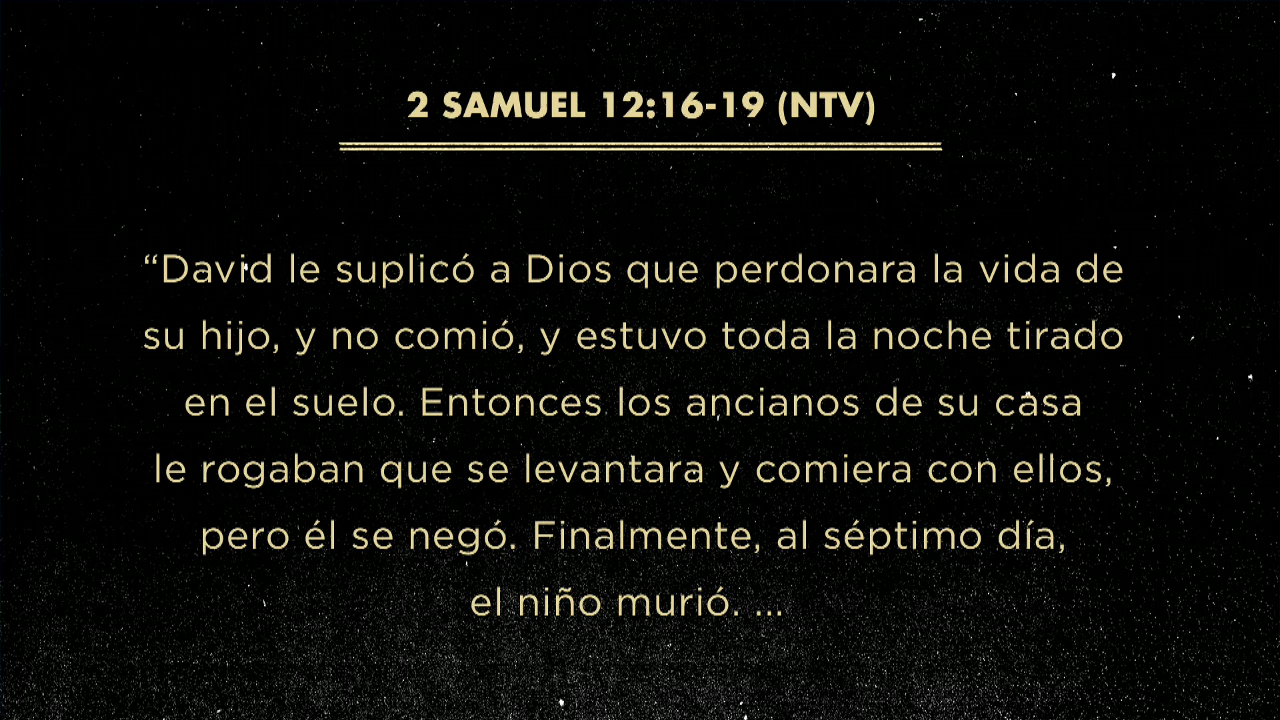 2 SAMUEL 12:16-19 (NTV)
“David le suplicó a Dios que perdonara la vida de
su hijo, y no comió, y estuvo toda la noche tirado
en el suelo. Entonces los ancianos de su casa
le rogaban que se levantara y comiera con ellos,
pero él se negó. Finalmente, al séptimo día,
el niño murió. ...